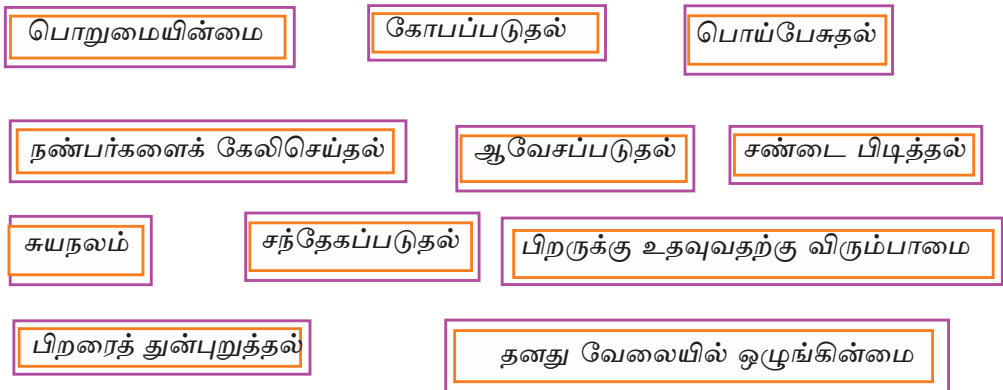 பொறுமையின்மை
கோபப்படுதல்
பொய்பேசுதல்
நண்பர்களைக் கேலிசெய்தல்
ஆவேசப்படுதல்
சண்டை பிடித்தல்
சுயநலம்
சந்தேகப்படுதல்
பிறருக்கு உதவுவதற்கு விரும்பாமை
பிறரைத் துன்புறுத்தல்
தனது வேலையில் ஒழுங்கின்மை